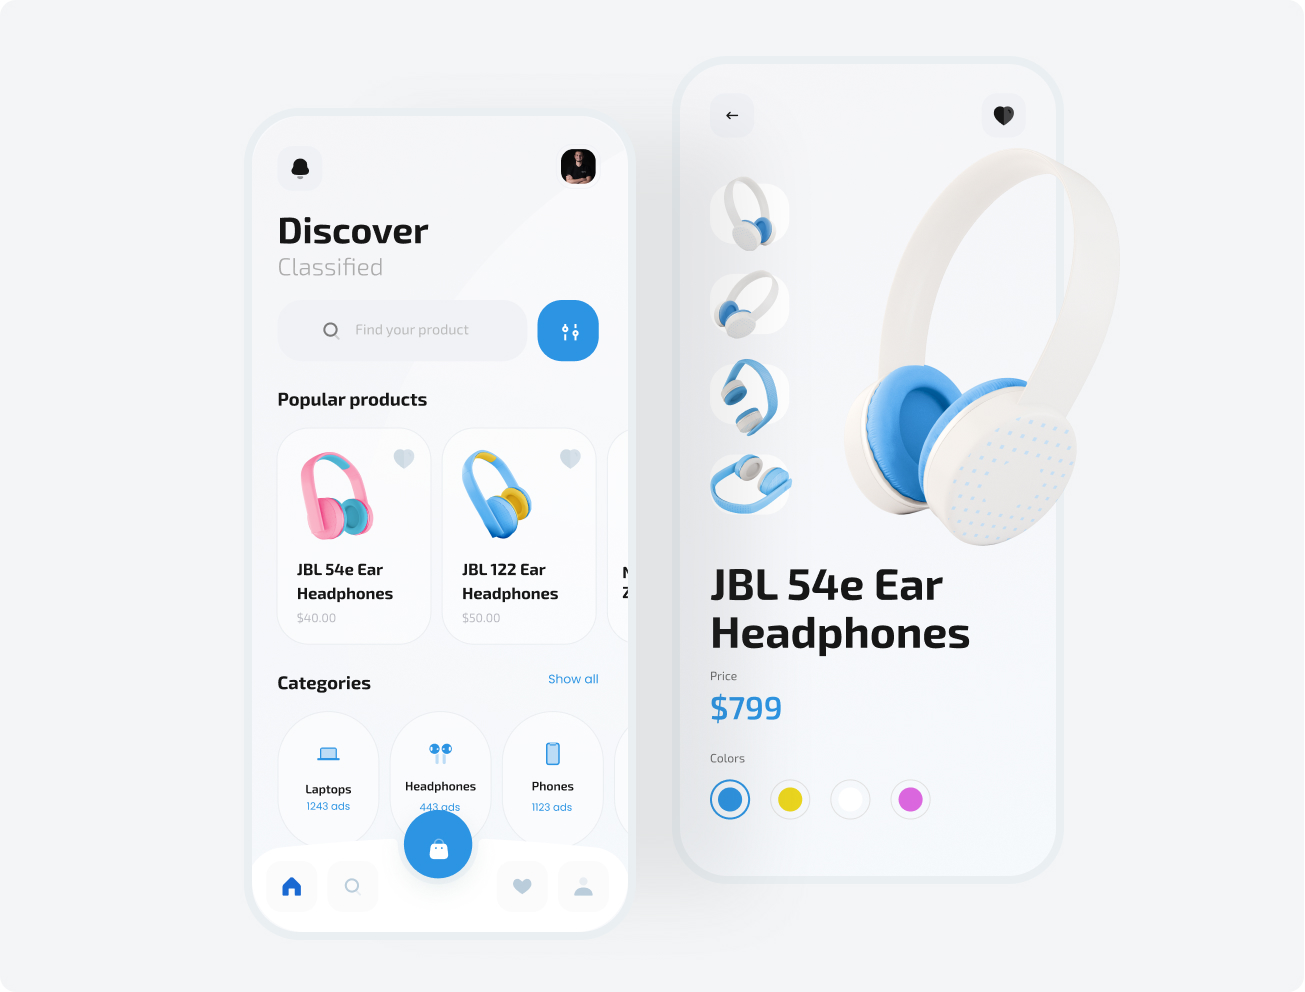 Discover
Classified
Find your product
Popular products
JBL 54e Ear
Headphones
$40.00
JBL 122 Ear
Headphones
$50.00
Categories
Show all
Laptops
1243 ads
Headphones
443 ads
Phones
1123 ads
JBL 54e Ear
Headphones
Price
$799
Colors